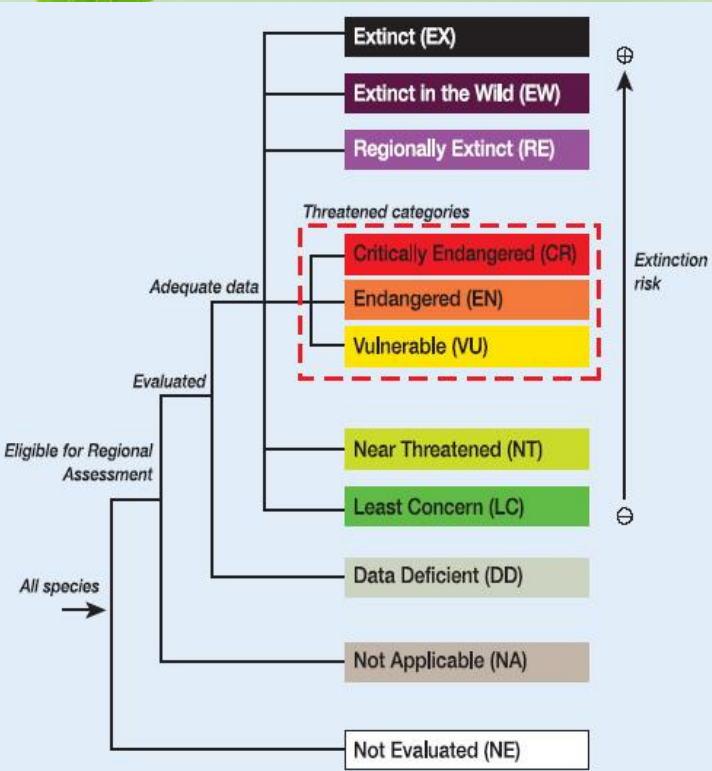 Extinct (EX)
Extinct in the Wild (EW)
Regionally Extinct (RE)
Threatened categories
Critically Endangered (CR)
Extinction
risk
Adequate data
Endangered (EN)
Vulnerable (VU)
Evaluated
Eligible for Regional
Assessment
Near Threatened (NT)
Least Concern (LC)
All species
Data Deficient (DD)
Not Applicable (NA)
Not Evaluated (NE)